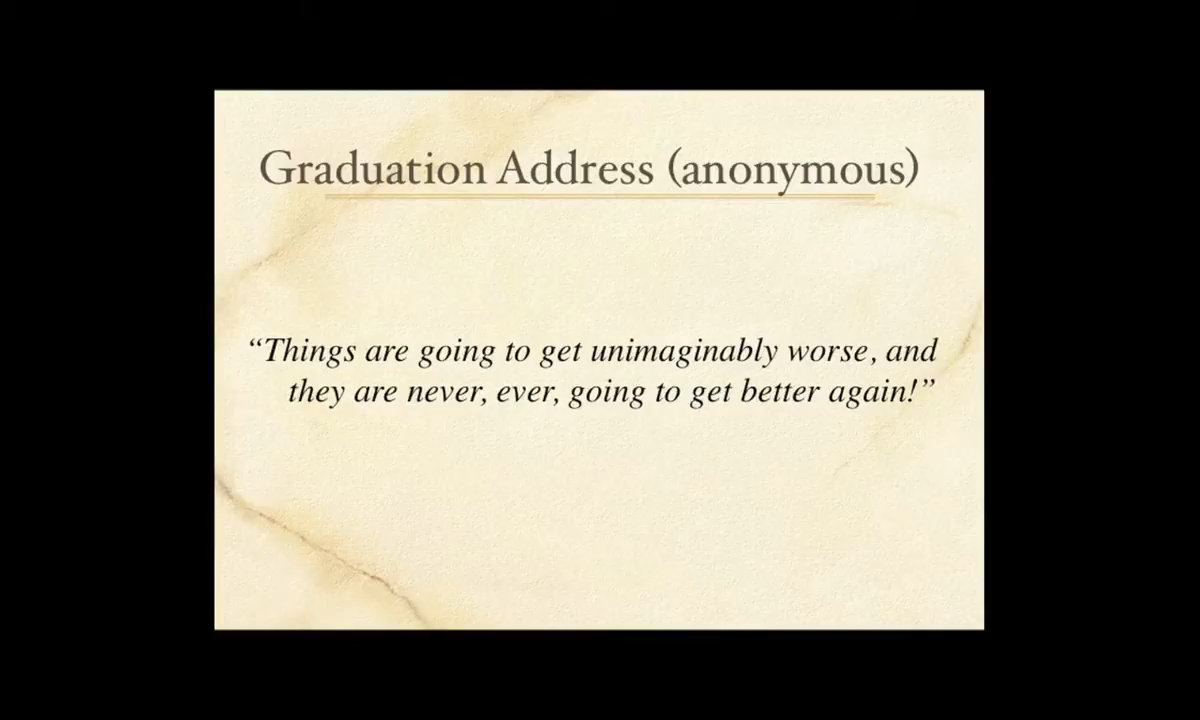 Graduation Address (anonymous)
“Things are going to get unimaginably worse, and
they are never, ever, going to get better again!”